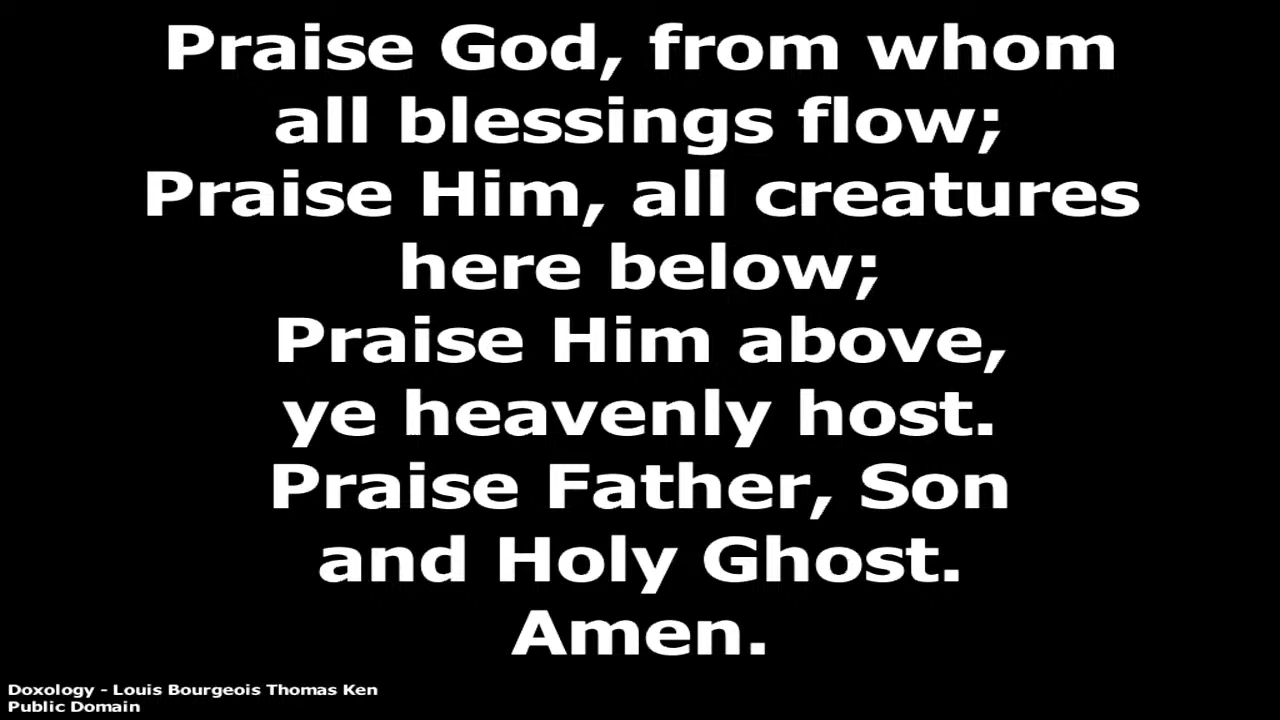 Praise God, from whom
all blessings flow;
Praise Him, all creatures
here below;
Praise Him above,
ye heavenly host.
Praise Father, Son
and Holy Ghost.
Amen.
Doxology - Louis Bourgeois Thomas Ken
Public Domain